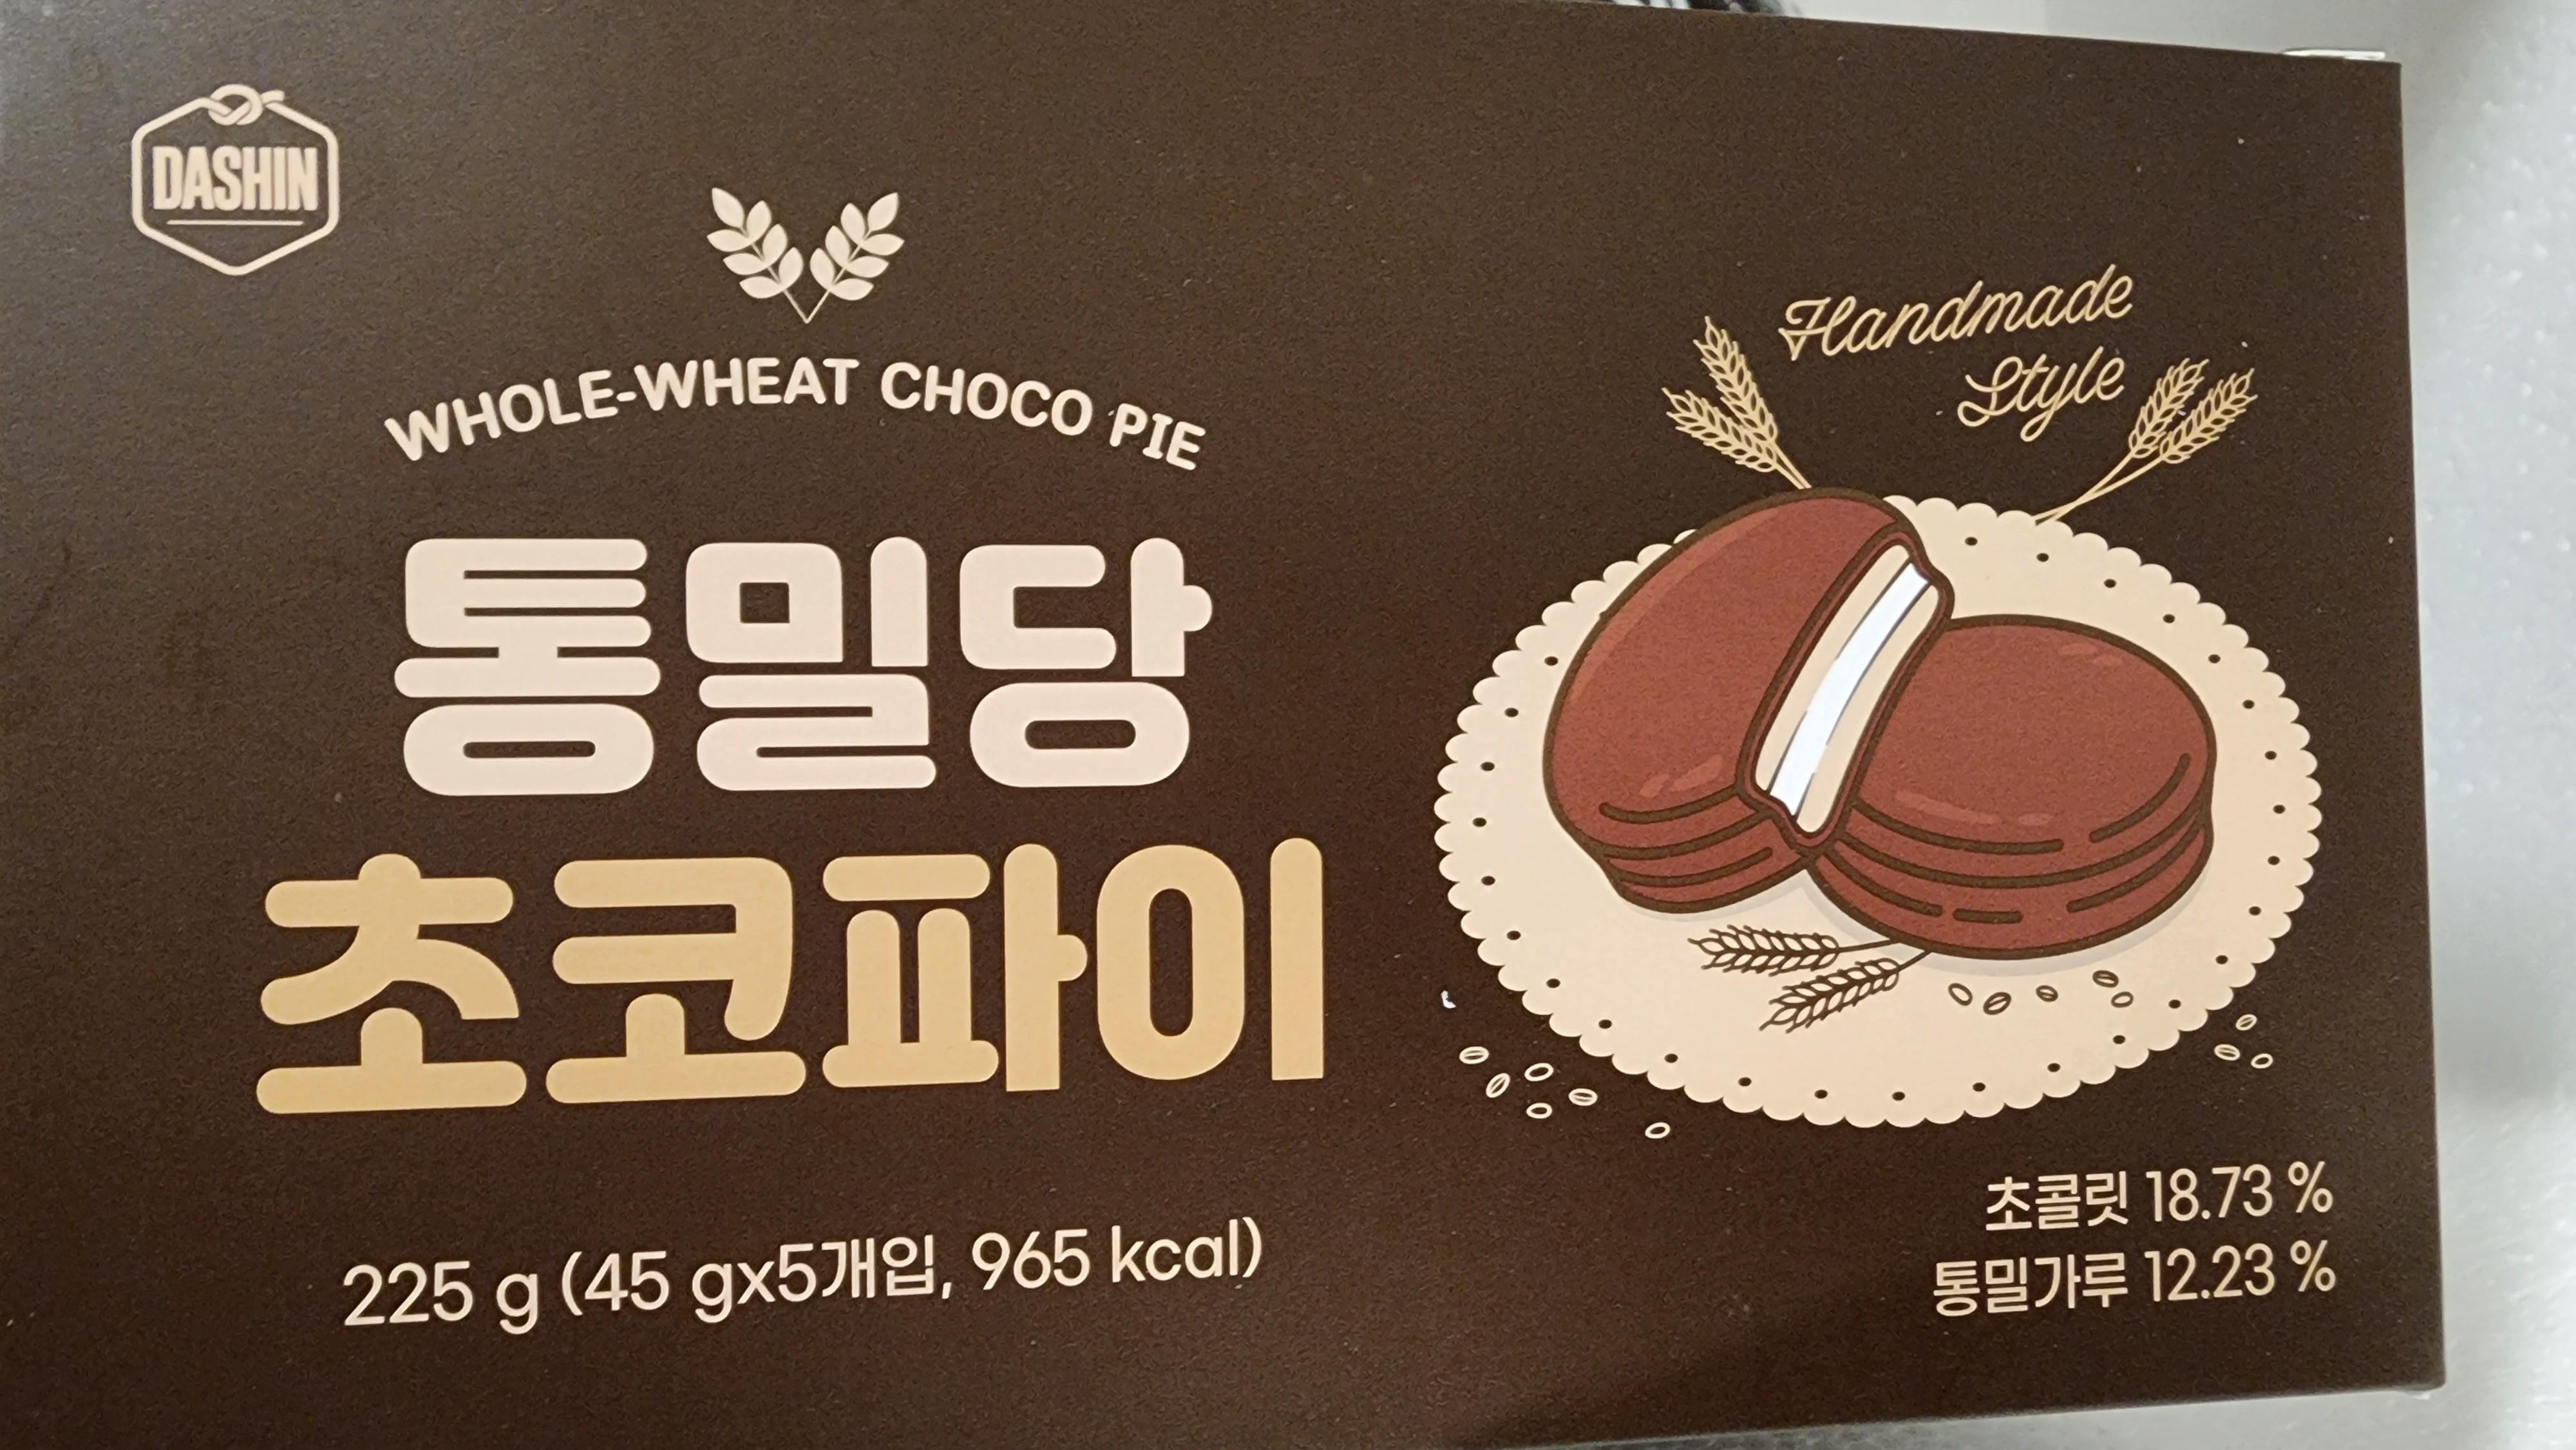 DASHIN
WHOLE-WHEAT CHOCO PIE
통밀당
초코파이
225 g (45 gx5개입, 965 kcal)
Handmade
Style
초콜릿 18.73 %
통밀가루 12.23 %